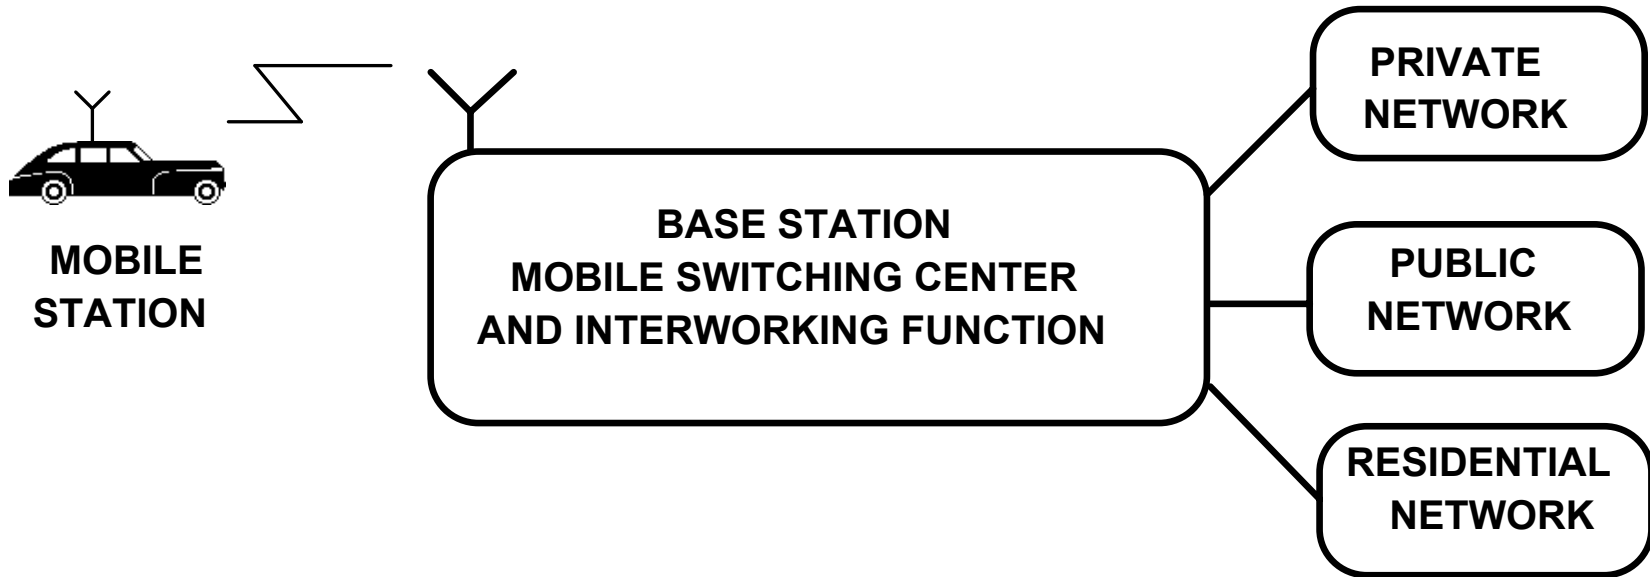 MOBILE
STATION
BASE STATION
MOBILE SWITCHING CENTER
AND INTERWORKING FUNCTION
PRIVATE
NETWORK
PUBLIC
NETWORK
RESIDENTIAL
NETWORK